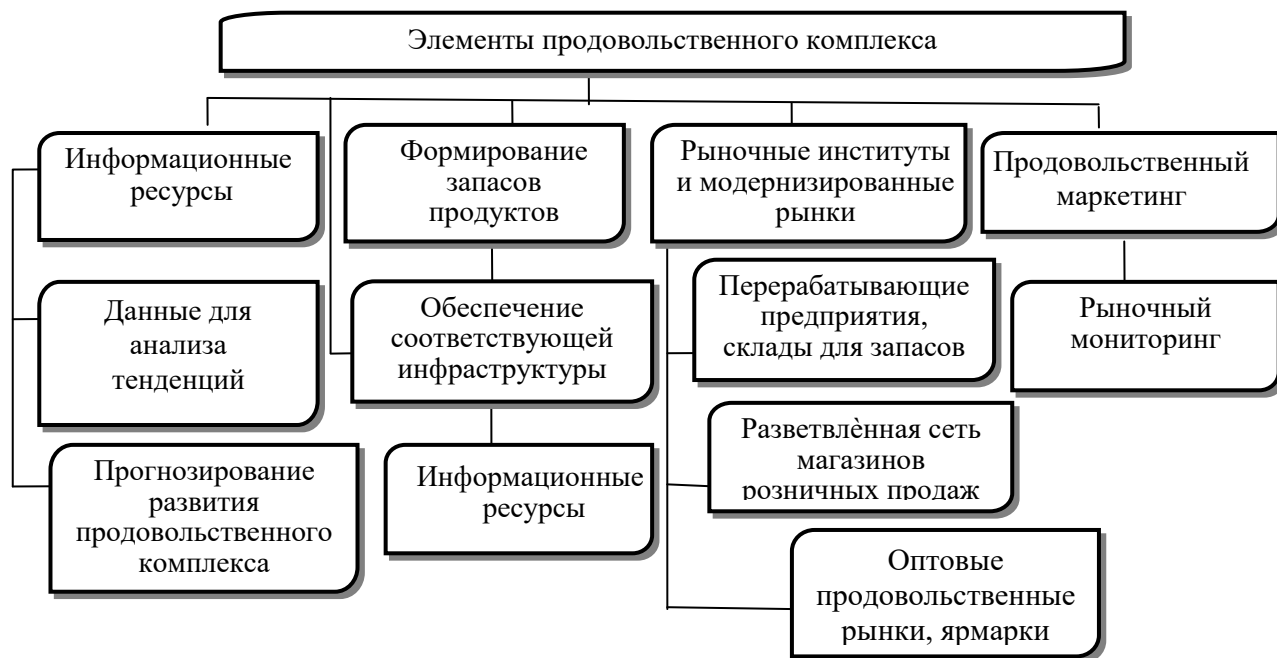 Элементы продовольственного комплекса
Информационные
ресурсы
Формирование
запасов
продуктов
Рыночные институты
и модернизированные
рынки
Продовольственный
маркетинг
Данные для
анализа
тенденций
Обеспечение
соответствующей
инфраструктуры
Перерабатывающие
предприятия,
склады для запасов
Рыночный
мониторинг
Прогнозирование
развития
продовольственного
комплекса
Информационные
ресурсы
Разветвлѐнная сеть
магазинов
розничных продаж
Оптовые
продовольственные
рынки, ярмарки